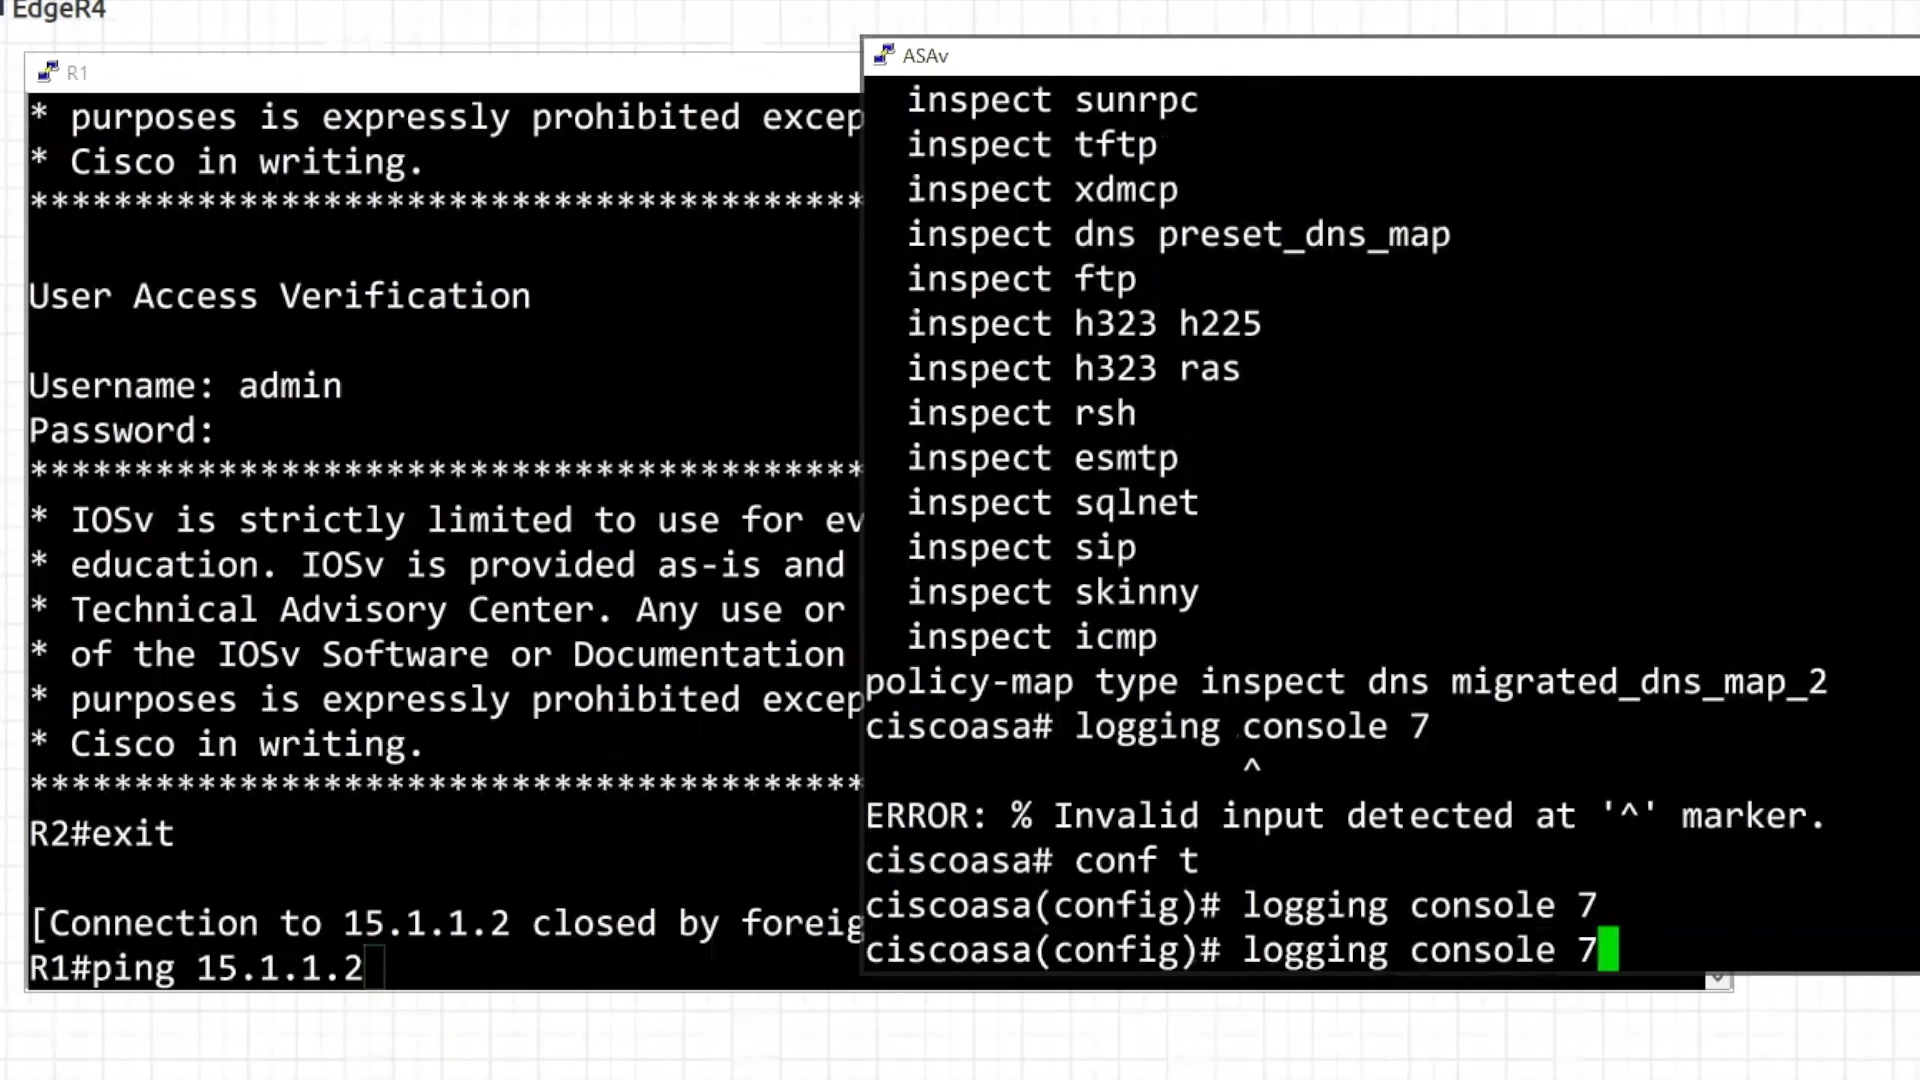 EdgeR4
R1
* purposes is expressly prohibited excep
* Cisco in writing.
****************************************
User Access Verification
Username: admin
Password:
****************************************
* IOSv is strictly limited to use for ev
* education. IOSv is provided as-is and
* Technical Advisory Center. Any use or
* of the IOSv Software or Documentation
* purposes is expressly prohibited excep
* Cisco in writing.
****************************************
R2#exit
[Connection to 15.1.1.2 closed by foreig
R1#ping 15.1.1.2
ASAv
inspect sunrpc
inspect tftp
inspect xdmcp
inspect dns preset_dns_map
inspect ftp
inspect h323 h225
inspect h323 ras
inspect rsh
inspect esmtp
inspect sqlnet
inspect sip
inspect skinny
inspect icmp
policy-map type inspect dns migrated_dns_map_2
ciscoasa# logging console 7
^
ERROR: % Invalid input detected at '^' marker.
ciscoasa# conf t
ciscoasa(config)# logging console 7
ciscoasa(config)# logging console 7